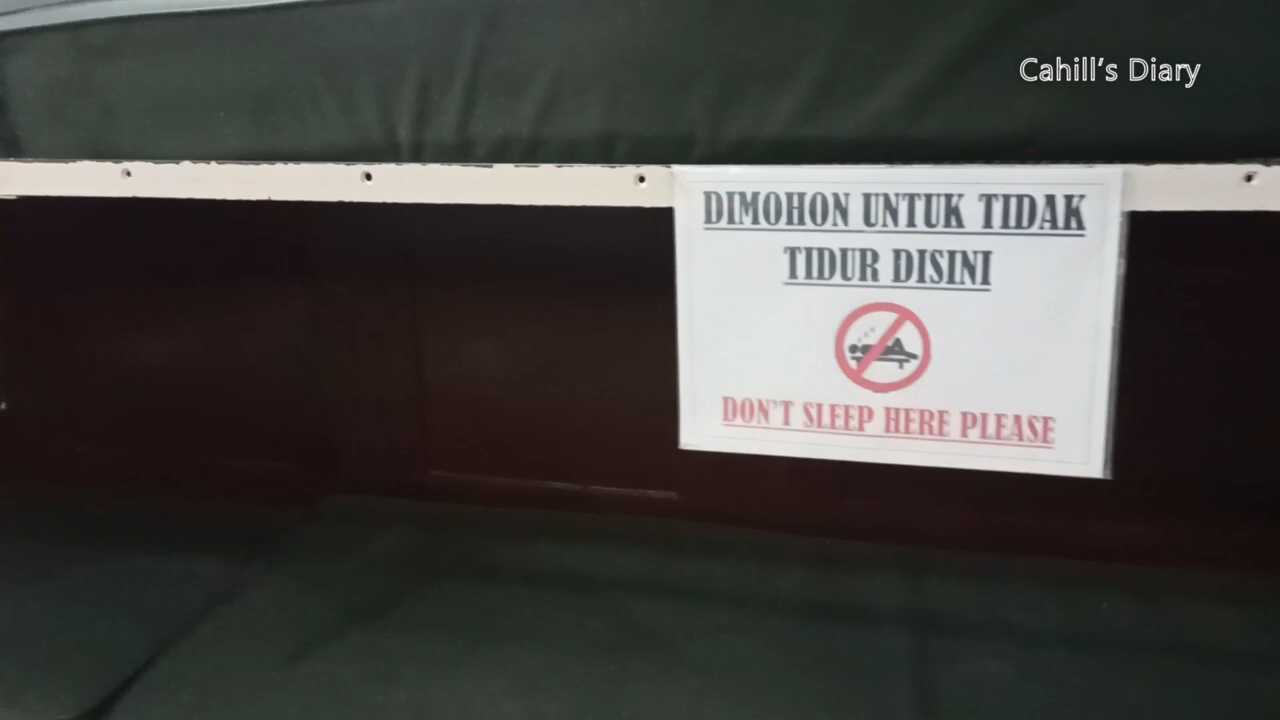 Cahill's Diary
DIMOHON UNTUK TIDAK
TIDUR DISINI
DON'T SLEEP HERE PLEASE